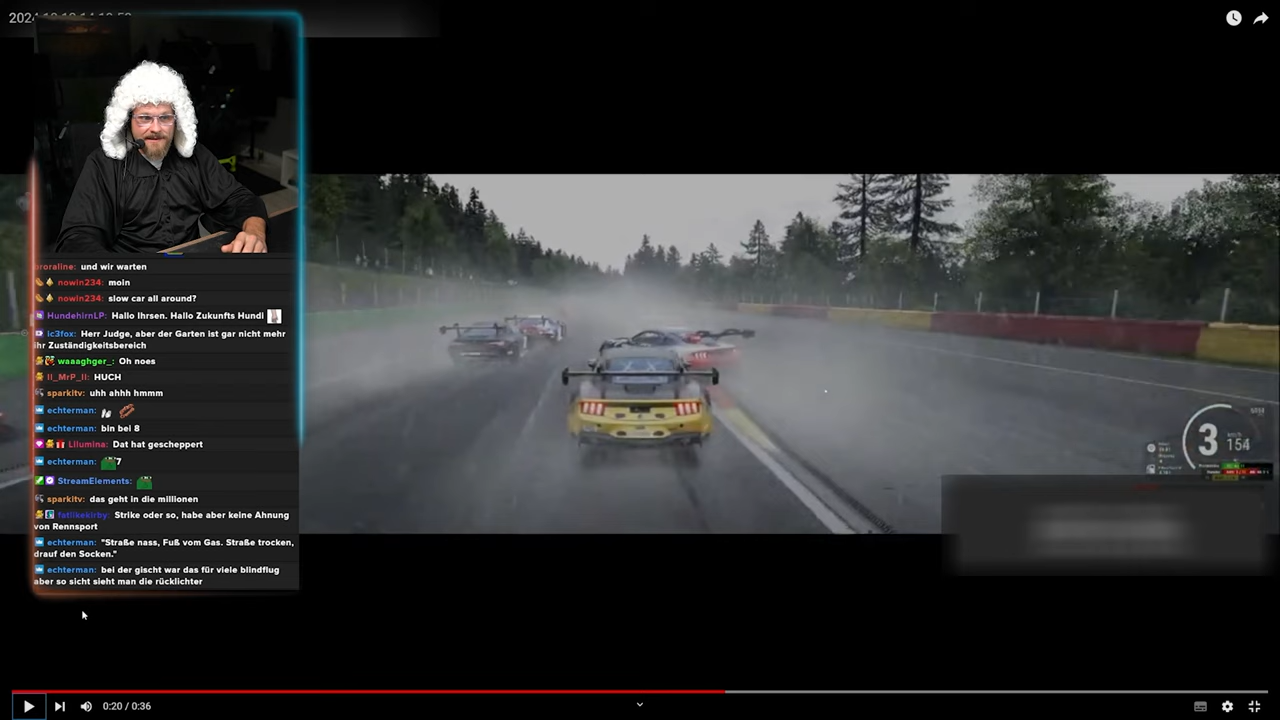 2024
und wir warten
nowin234: moin
nowin234: slow car all around?
HundehirnLP: Hallo Ihrsen. Hallo Zukunfts Hundi
ic3fox: Herr Judge, aber der Garten ist gar nicht mehr
ihr Zuständigkeitsbereich
waaaghger_: Oh noes
II_MrP_II: HUCH
sparkitv: uhh ahhh hmmm
echterman:
echterman: bin bei 8
Lilumina: Dat hat gescheppert
echterman: 7
StreamElements:
sparkitv: das geht in die millionen
fatlikekirby: Strike oder so, habe aber keine Ahnung
von Rennsport
echterman: "Straße nass, Fuß vom Gas. Straße trocken,
drauf den Socken."
echterman: bei der gischt war das für viele blindflug
aber so sicht sieht man die rücklichter
3 154
0:20 / 0:36